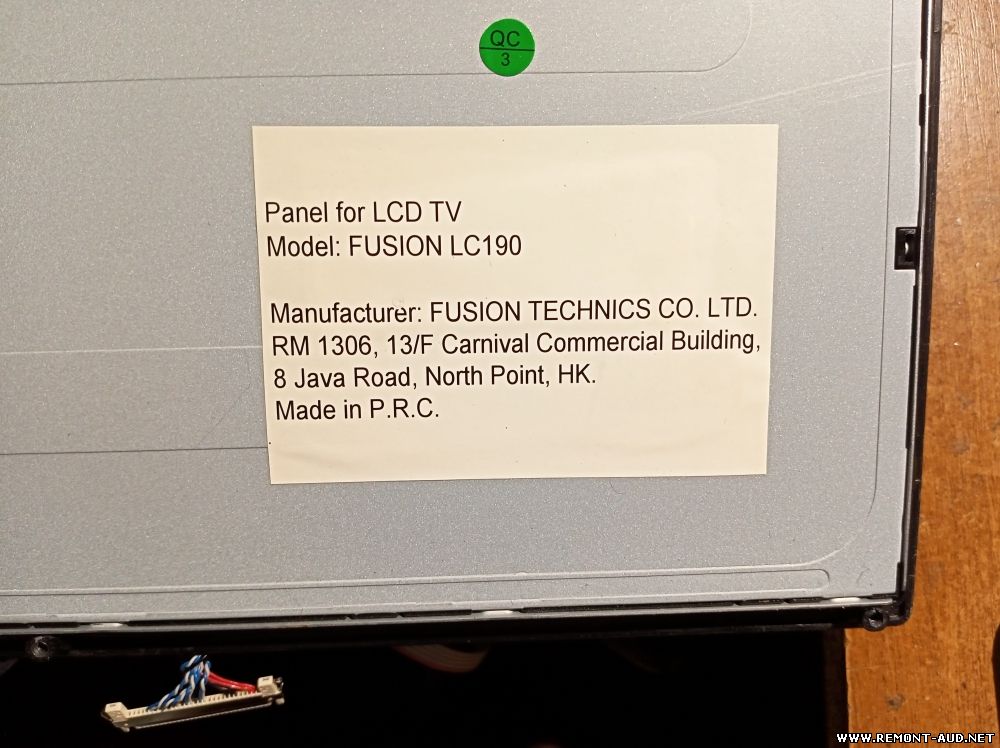 QC
3
Panel for LCD TV
Model: FUSION LC190
Manufacturer: FUSION TECHNICS CO. LTD.
RM 1306, 13/F Carnival Commercial Building,
8 Java Road, North Point, HK.
Made in P.R.C.
WWW.REMONT-AUD.NET